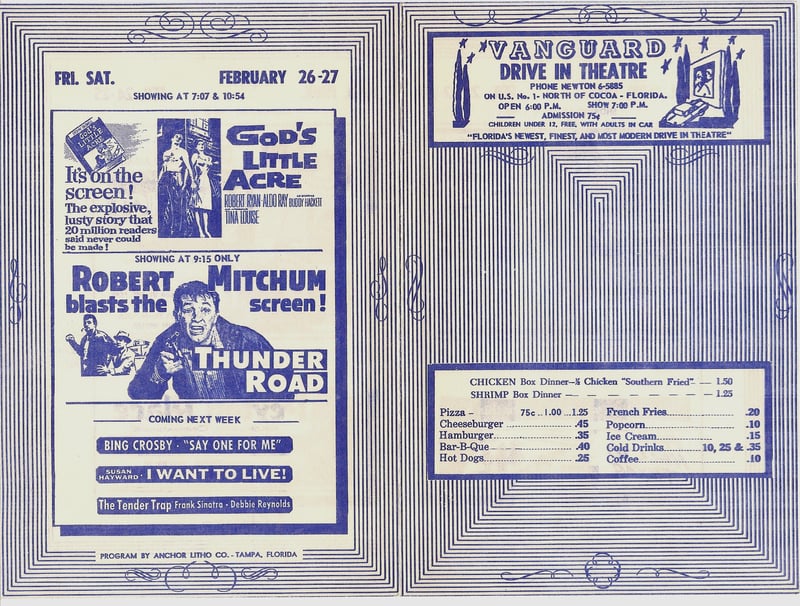 FRI. SAT. FEBRUARY 26-27
SHOWING AT 7:07 & 10:54
GOD'S
LITTLE
ACRE
It's on the
screen!
The explosive,
lusty story that
20 million readers
said never could
be made!
GOD'S
LITTLE
ACRE
ROBERT RYAN·ALDO RAY BUDDY HACKETT
TINA LOUISE
SHOWING AT 9:15 ONLY
ROBERT MITCHUM
blasts the screen!
THUNDER
ROAD
COMING NEXT WEEK
BING CROSBY · "SAY ONE FOR ME"
SUSAN
HAYWARD · I WANT TO LIVE!
The Tender Trap Frank Sinatra - Debbie Reynolds
PROGRAM BY ANCHOR LITHO CO. - TAMPA, FLORIDA
VANGUARD
DRIVE IN THEATRE
PHONE NEWTON 6-5885
ON U.S. No. 1- NORTH OF COCOA - FLORIDA.
OPEN 6:00 P.M. SHOW 7:00 P.M.
ADMISSION 75¢
CHILDREN UNDER 12, FREE, WITH ADULTS IN CAR
"FLORIDA'S NEWEST, FINEST, AND MOST MODERN DRIVE IN THEATRE"
CHICKEN Box Dinner—½ Chicken "Southern Fried" — 1.50
SHRIMP Box Dinner — 1.25
Pizza – 75c .. 1.00 ... 1.25
Cheeseburger .45
Hamburger .35
Bar-B-Que .40
Hot Dogs .25
French Fries .20
Popcorn .10
Ice Cream .15
Cold Drinks 10, 25 & .35
Coffee .10